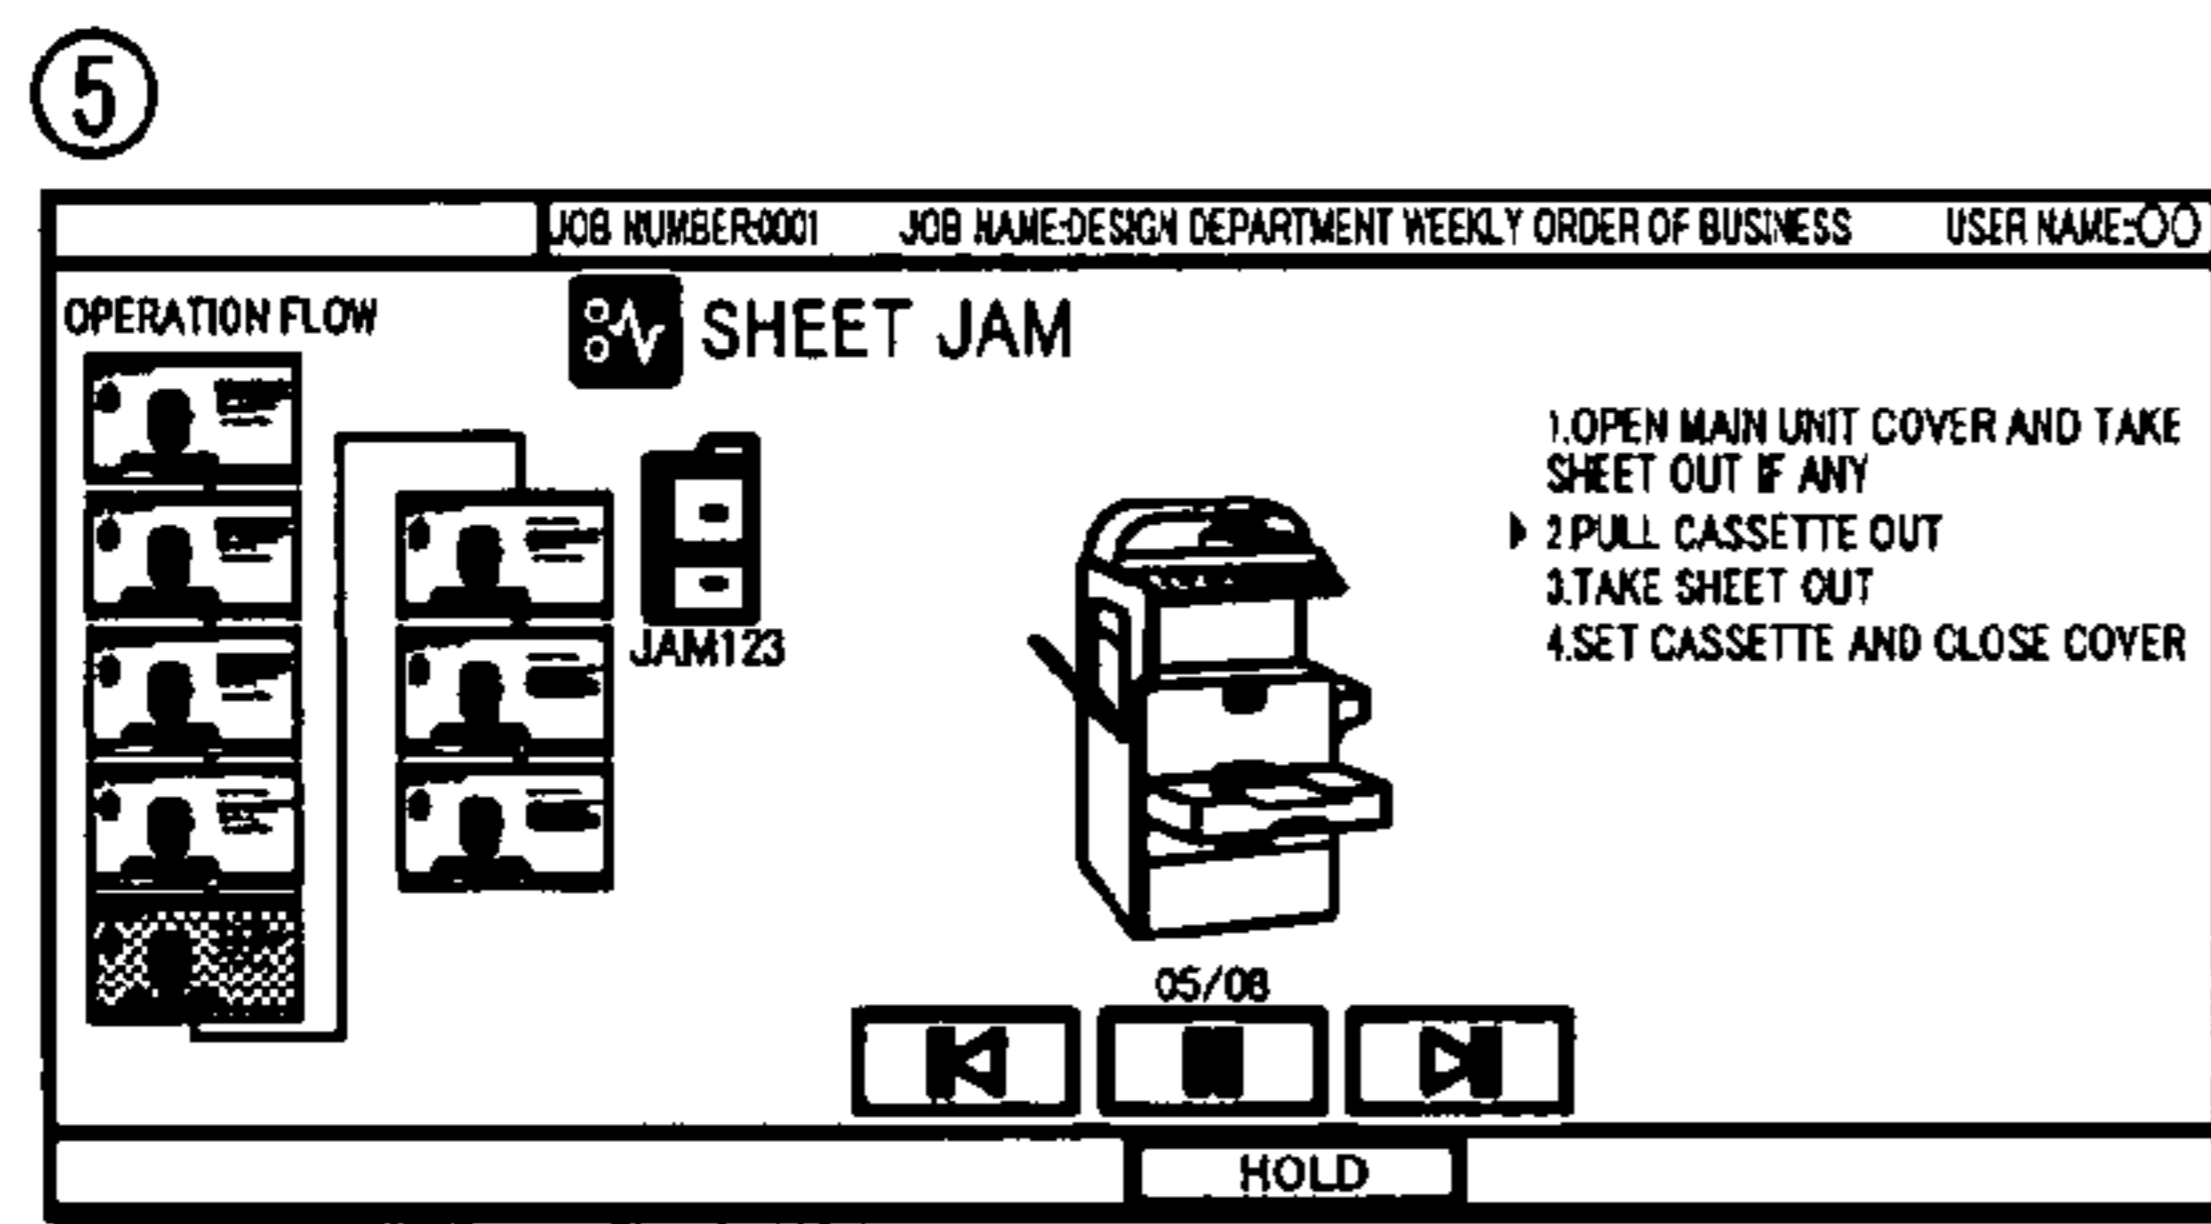 5
JOB NUMBER:0001 JOB NAME:DESIGN DEPARTMENT WEEKLY ORDER OF BUSINESS USER NAME:○○
OPERATION FLOW
SHEET JAM
JAM123
1.OPEN MAIN UNIT COVER AND TAKE
SHEET OUT IF ANY
▶ 2.PULL CASSETTE OUT
3.TAKE SHEET OUT
4.SET CASSETTE AND CLOSE COVER
05/08
HOLD